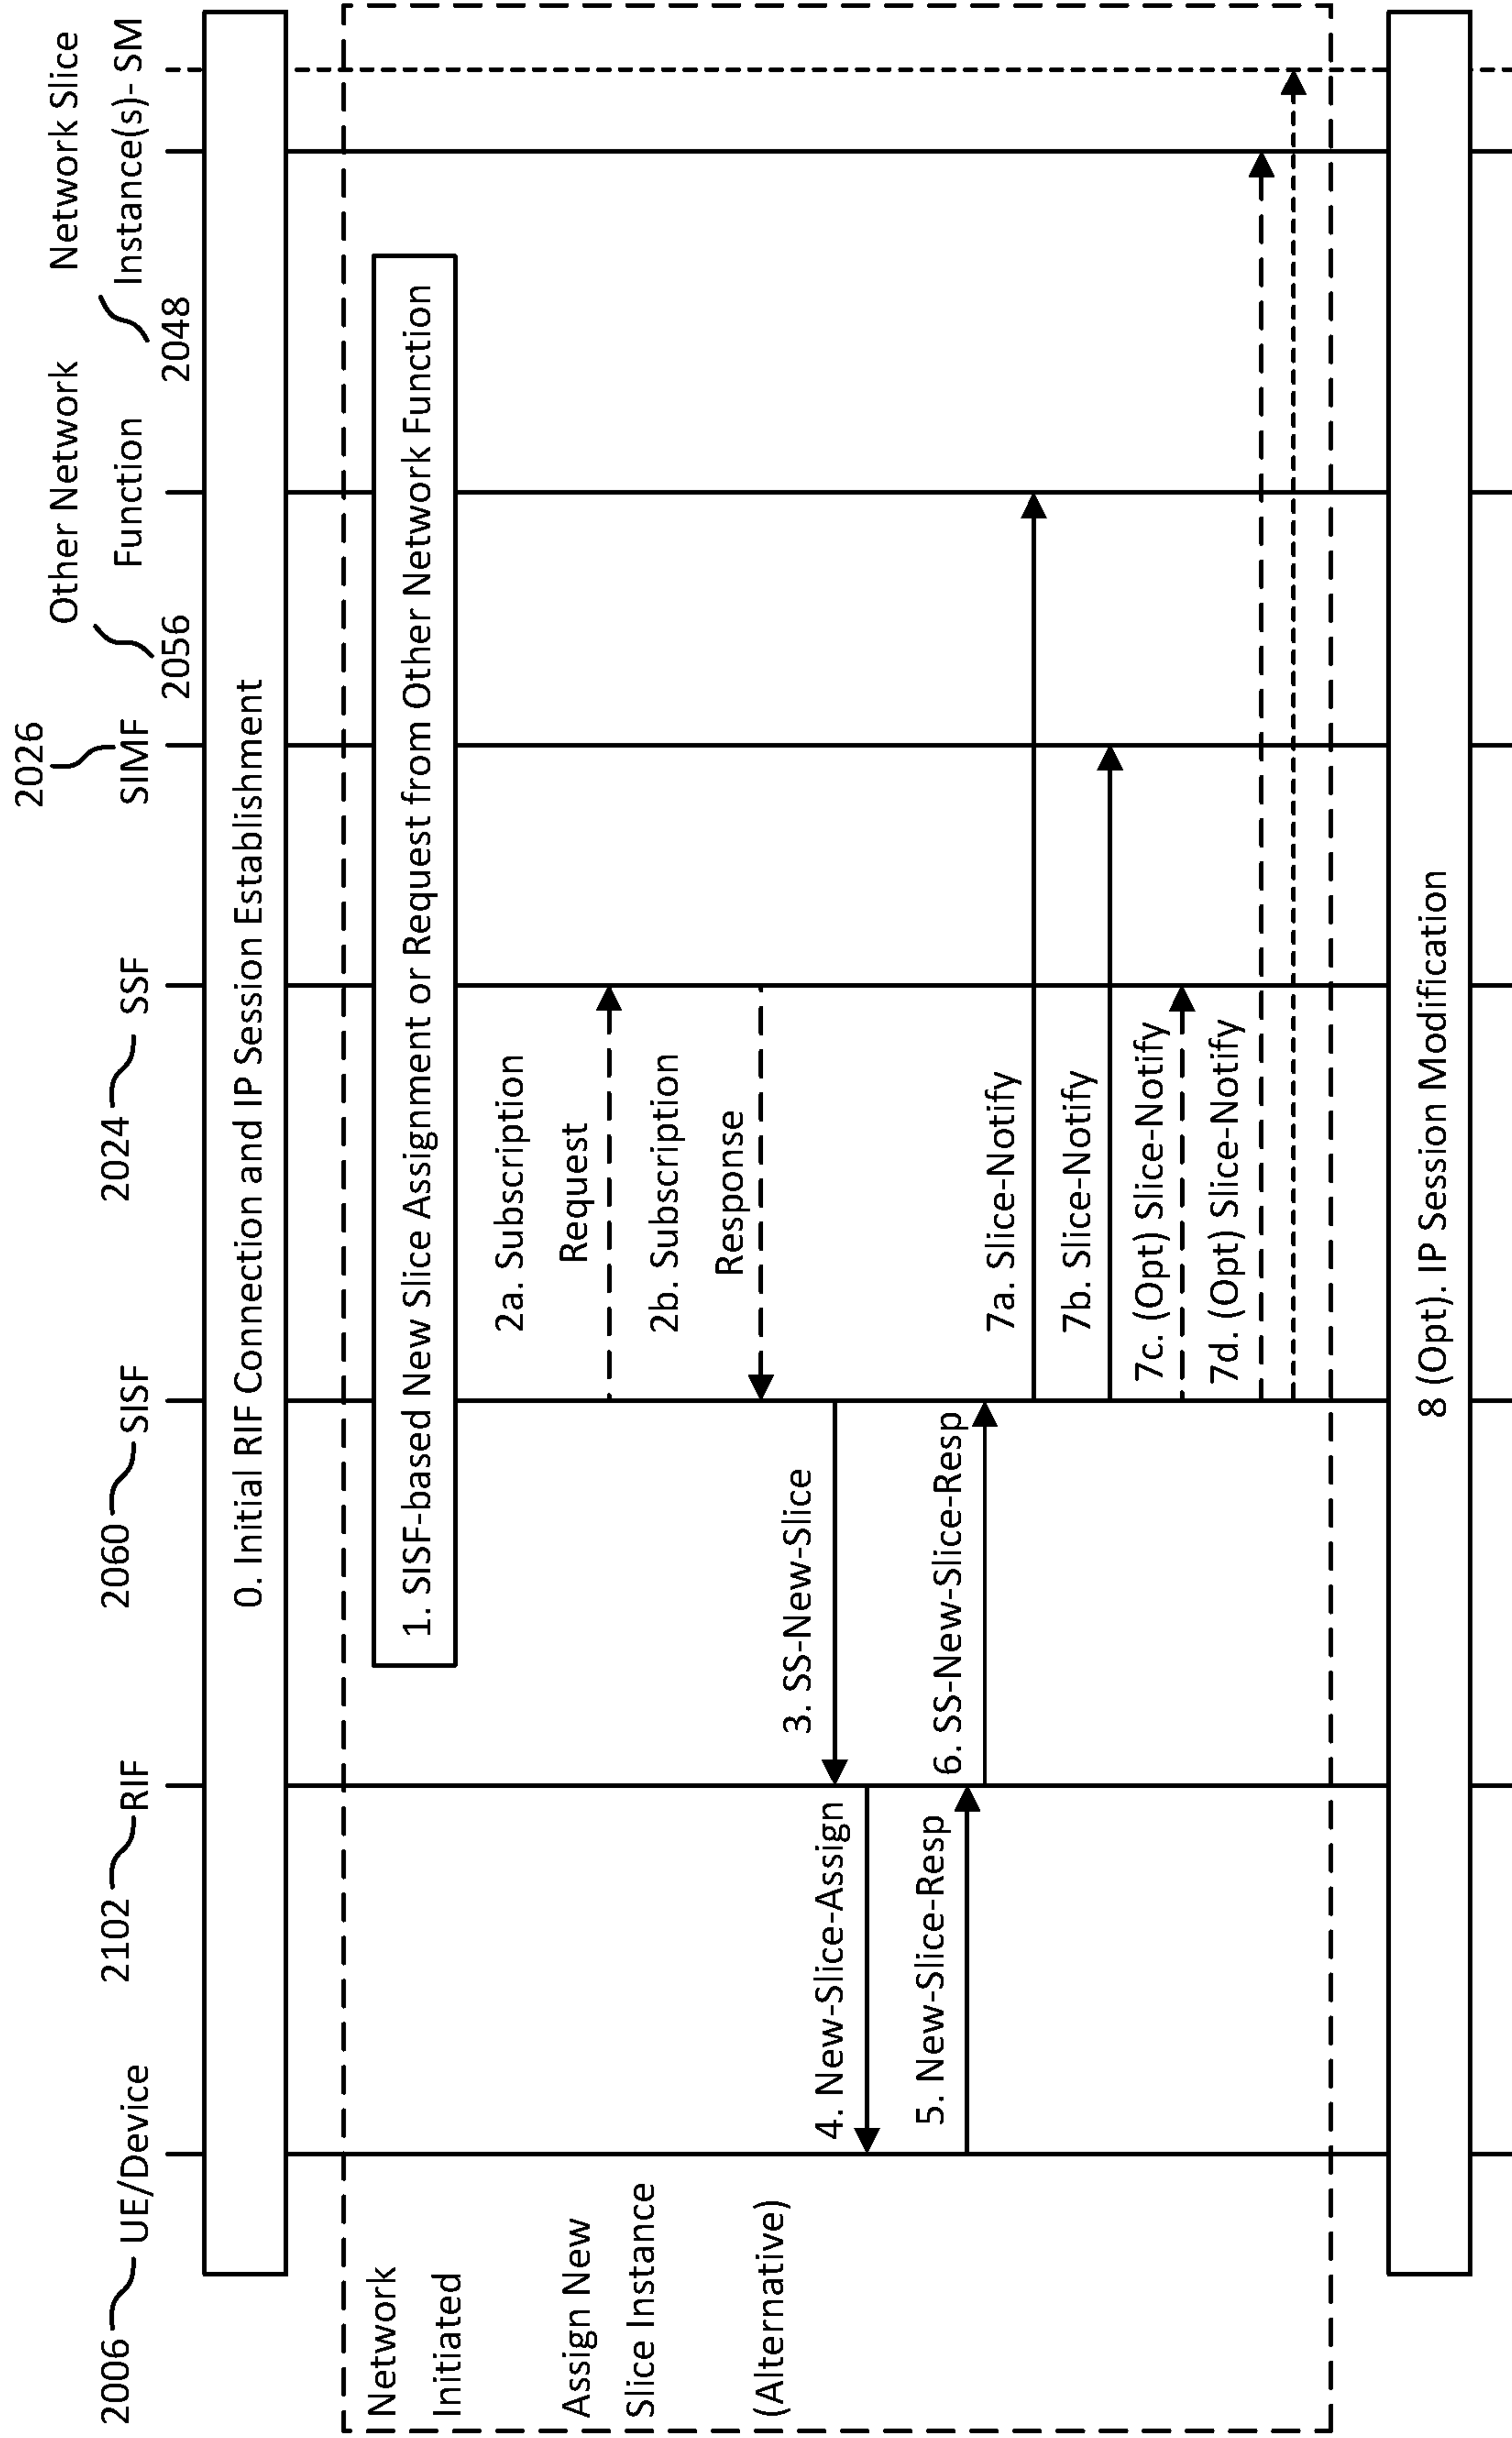 2006
UE/Device
2102
RIF
2060
SISF
2024
SSF
2026
SIMF
2056
Other Network
Function
2048
Network Slice
Instance(s)- SM
0. Initial RIF Connection and IP Session Establishment
Network
Initiated
Assign New
Slice Instance
(Alternative)
1. SISF-based New Slice Assignment or Request from Other Network Function
2a. Subscription
Request
2b. Subscription
Response
3. SS-New-Slice
4. New-Slice-Assign
5. New-Slice-Resp
6. SS-New-Slice-Resp
7a. Slice-Notify
7b. Slice-Notify
7c. (Opt) Slice-Notify
7d. (Opt) Slice-Notify
8 (Opt). IP Session Modification